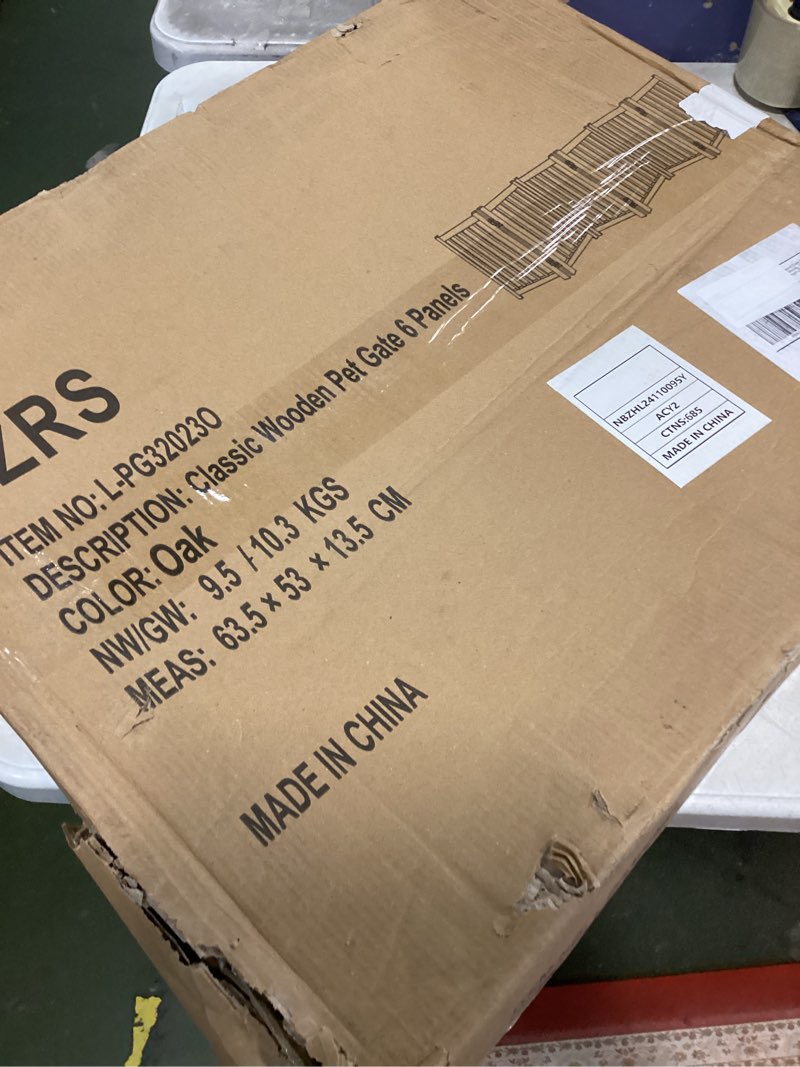 ZRS
ITEM NO: L-PG320230
DESCRIPTION: Classic Wooden Pet Gate 6 Panels
COLOR: Oak
NW/GW: 9.5 / 10.3 KGS
MEAS: 63.5 × 53 × 13.5 CM
MADE IN CHINA
NBZHL24110095Y
ACY2
CTNS:685
MADE IN CHINA